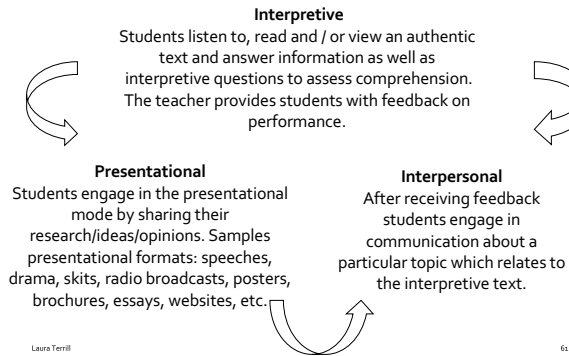 Interpretive
Students listen to, read and / or view an authentic
text and answer information as well as
interpretive questions to assess comprehension.
The teacher provides students with feedback on
performance.
Presentational
Students engage in the presentational
mode by sharing their
research/ideas/opinions. Samples
presentational formats: speeches,
drama, skits, radio broadcasts, posters,
brochures, essays, websites, etc.
Interpersonal
After receiving feedback
students engage in
communication about a
particular topic which relates to
the interpretive text.
Laura Terrill
61